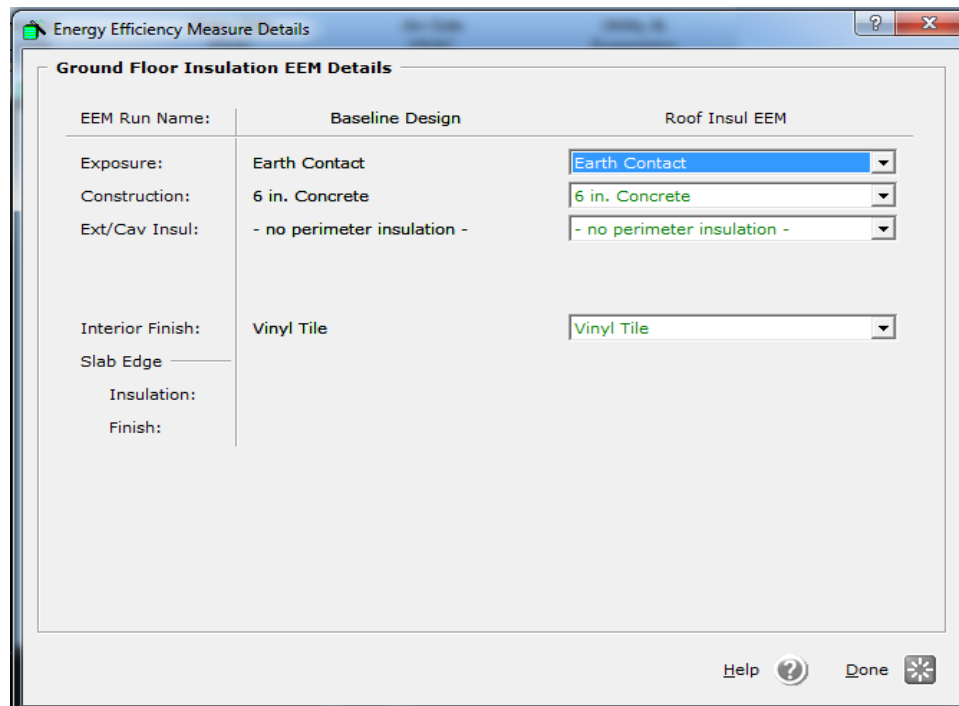 Energy Efficiency Measure Details
Ground Floor Insulation EEM Details
EEM Run Name: Baseline Design Roof Insul EEM
Exposure: Earth Contact Earth Contact
Construction: 6 in. Concrete 6 in. Concrete
Ext/Cav Insul: - no perimeter insulation - - no perimeter insulation -
Interior Finish: Vinyl Tile Vinyl Tile
Slab Edge
Insulation:
Finish:
Help ? Done